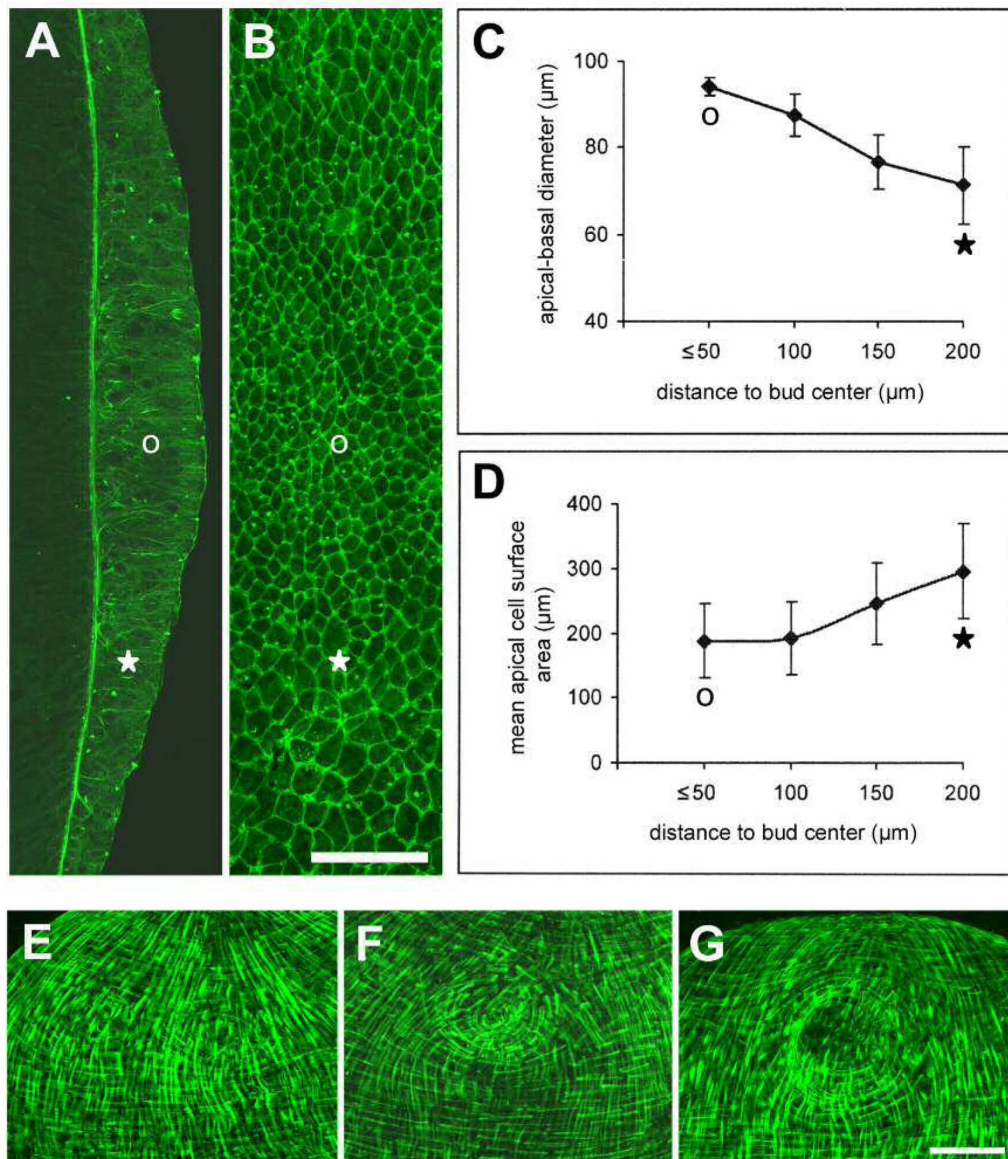 A
B
C
100
80
60
40
apical-basal diameter (µm)
O
★
≤50 100 150 200
distance to bud center (µm)
O
O
★
★
D
400
300
200
100
0
mean apical cell surface
area (µm)
O
★
≤50 100 150 200
distance to bud center (µm)
E
F
G